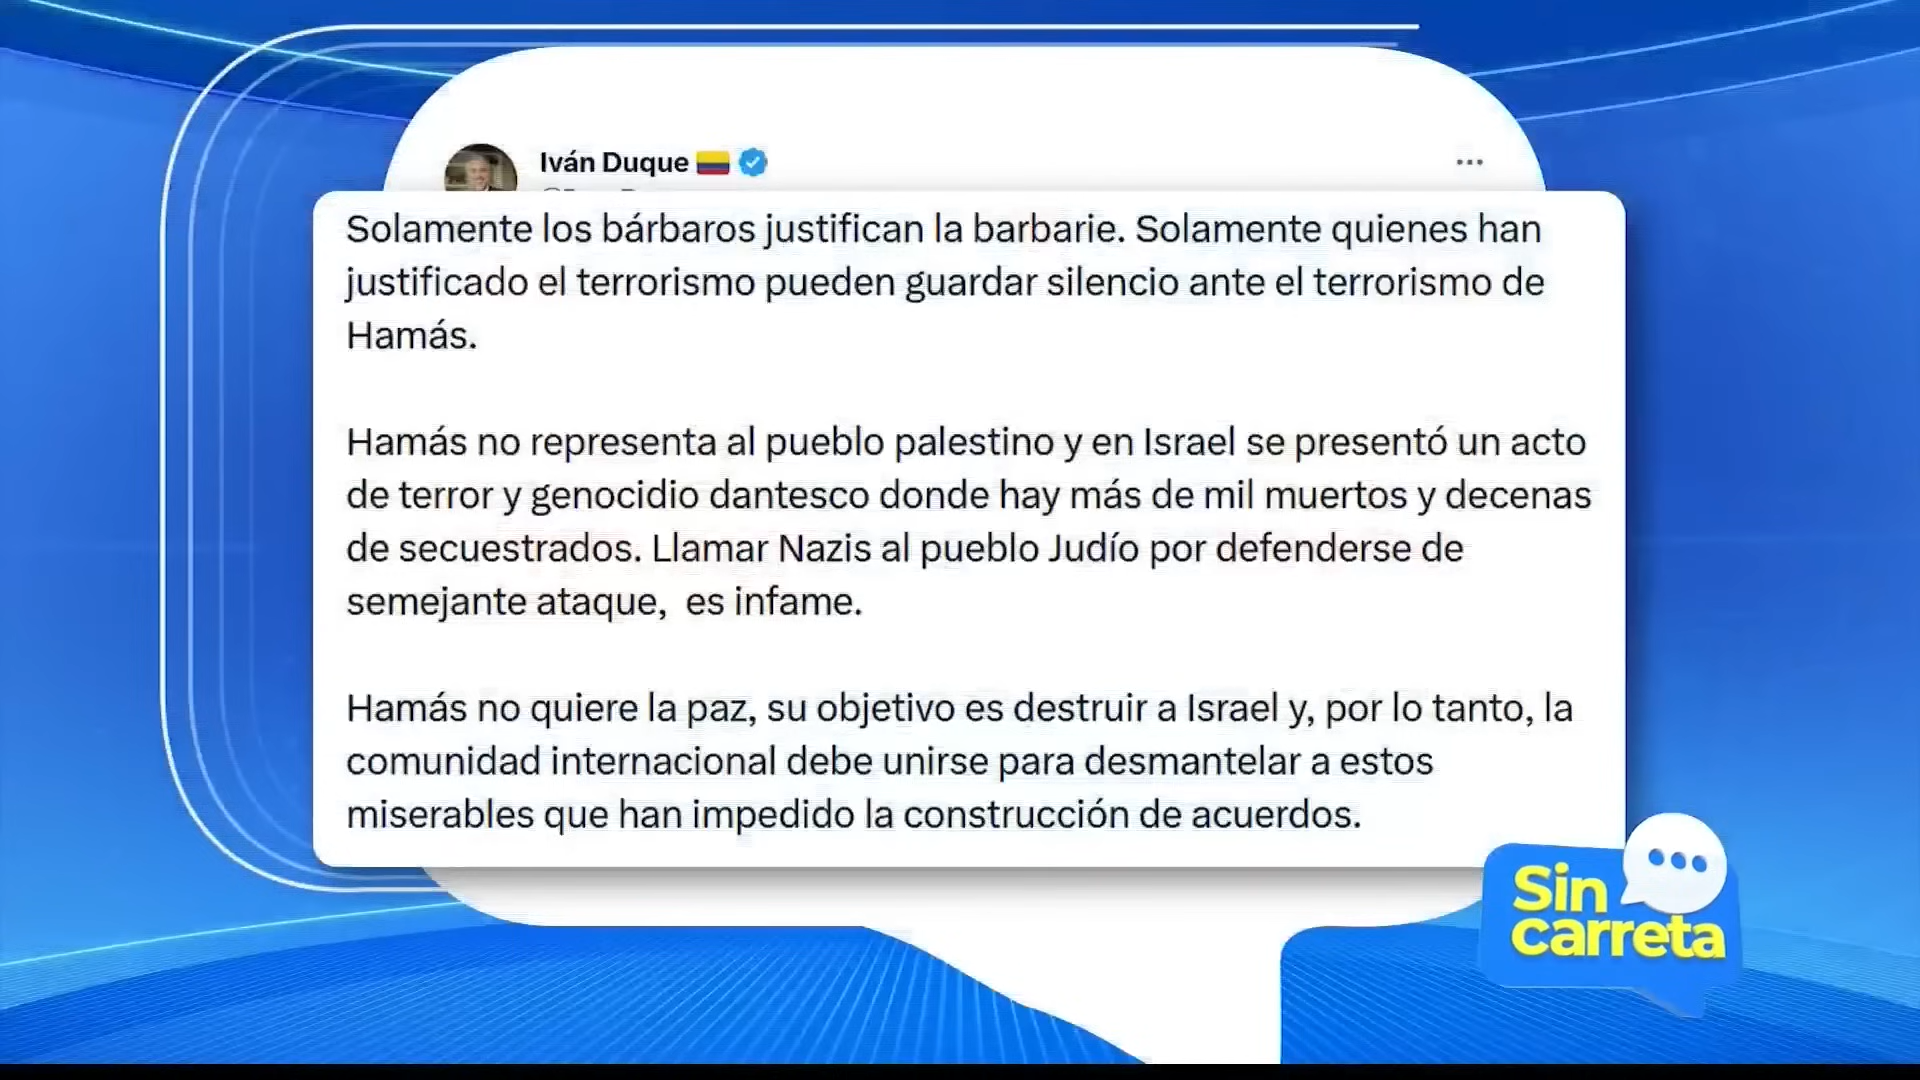 Iván Duque
Solamente los bárbaros justifican la barbarie. Solamente quienes han
justificado el terrorismo pueden guardar silencio ante el terrorismo de
Hamás.
Hamás no representa al pueblo palestino y en Israel se presentó un acto
de terror y genocidio dantesco donde hay más de mil muertos y decenas
de secuestrados. Llamar Nazis al pueblo Judío por defenderse de
semejante ataque,  es infame.
Hamás no quiere la paz, su objetivo es destruir a Israel y, por lo tanto, la
comunidad internacional debe unirse para desmantelar a estos
miserables que han impedido la construcción de acuerdos.
Sin
carreta